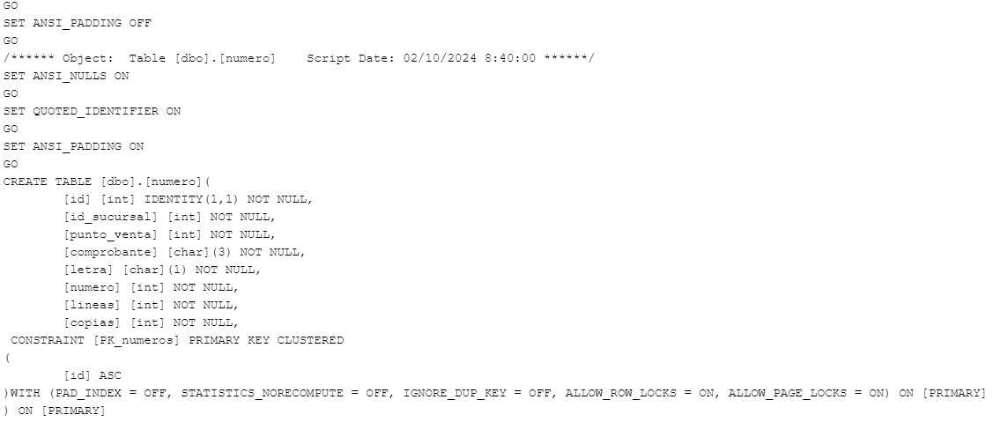 GO
SET ANSI_PADDING OFF
GO
/****** Object:  Table [dbo].[numero]    Script Date: 02/10/2024 8:40:00 ******/
SET ANSI_NULLS ON
GO
SET QUOTED_IDENTIFIER ON
GO
SET ANSI_PADDING ON
GO
CREATE TABLE [dbo].[numero](
	[id] [int] IDENTITY(1,1) NOT NULL,
	[id_sucursal] [int] NOT NULL,
	[punto_venta] [int] NOT NULL,
	[comprobante] [char](3) NOT NULL,
	[letra] [char](1) NOT NULL,
	[numero] [int] NOT NULL,
	[lineas] [int] NOT NULL,
	[copias] [int] NOT NULL,
 CONSTRAINT [PK_numeros] PRIMARY KEY CLUSTERED
(
	[id] ASC
)WITH (PAD_INDEX = OFF, STATISTICS_NORECOMPUTE = OFF, IGNORE_DUP_KEY = OFF, ALLOW_ROW_LOCKS = ON, ALLOW_PAGE_LOCKS = ON) ON [PRIMARY]
) ON [PRIMARY]